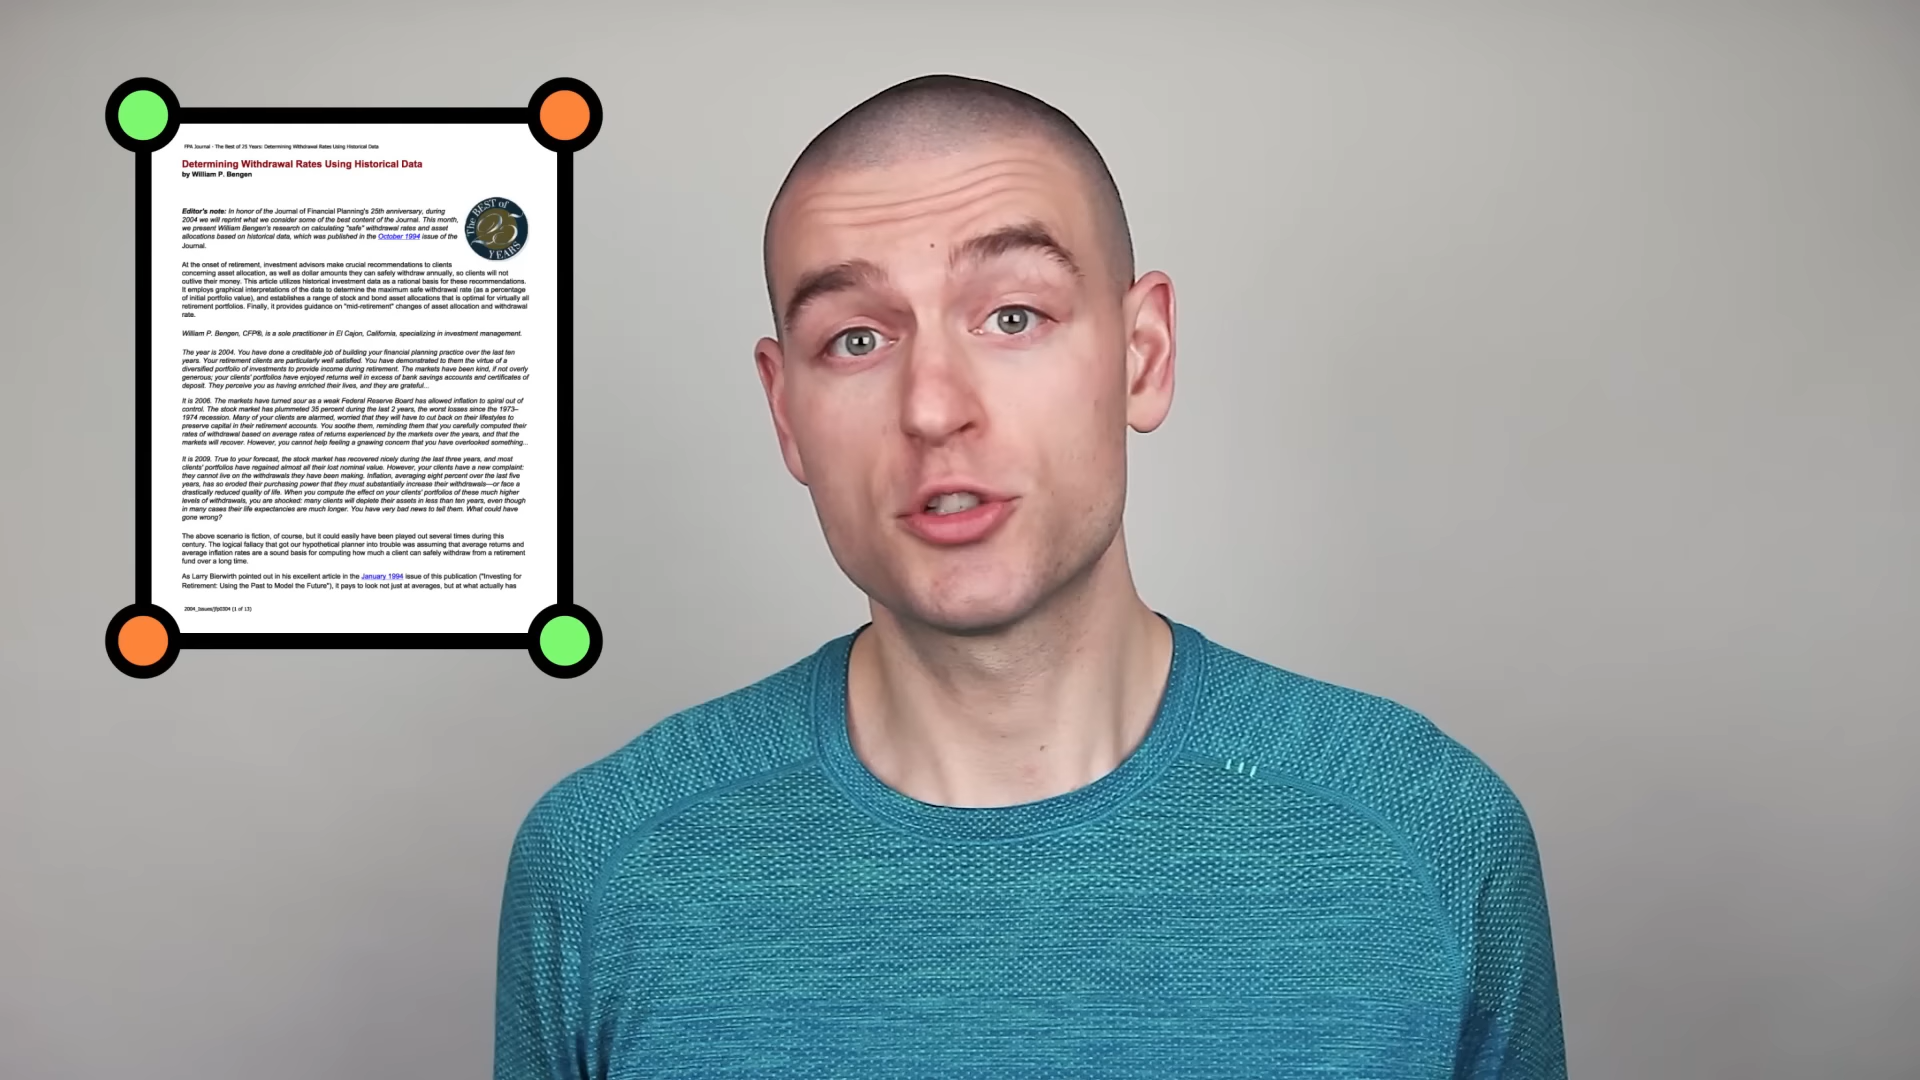 FPA Journal - The Best of 25 Years: Determining Withdrawal Rates Using Historical Data
Determining Withdrawal Rates Using Historical Data
by William P. Bengen
Editor's note: In honor of the Journal of Financial Planning's 25th anniversary, during
2004 we will reprint what we consider some of the best content of the Journal. This month,
we present William Bengen's research on calculating "safe" withdrawal rates and asset
allocations based on historical data, which was published in the October 1994 issue of the
Journal.
The BEST of
25
YEARS
At the onset of retirement, investment advisors make crucial recommendations to clients
concerning asset allocation, as well as dollar amounts they can safely withdraw annually, so clients will not
outlive their money. This article utilizes historical investment data as a rational basis for these recommendations.
It employs graphical interpretations of the data to determine the maximum safe withdrawal rate (as a percentage
of initial portfolio value), and establishes a range of stock and bond asset allocations that is optimal for virtually all
retirement portfolios. Finally, it provides guidance on "mid-retirement" changes of asset allocation and withdrawal
rate.
William P. Bengen, CFP®, is a sole practitioner in El Cajon, California, specializing in investment management.
The year is 2004. You have done a creditable job of building your financial planning practice over the last ten
years. Your retirement clients are particularly well satisfied. You have demonstrated to them the virtue of a
diversified portfolio of investments to provide income during retirement. The markets have been kind, if not overly
generous; your clients' portfolios have enjoyed returns well in excess of bank savings accounts and certificates of
deposit. They perceive you as having enriched their lives, and they are grateful...
It is 2006. The markets have turned sour as a weak Federal Reserve Board has allowed inflation to spiral out of
control. The stock market has plummeted 35 percent during the last 2 years, the worst losses since the 1973–
1974 recession. Many of your clients are alarmed, worried that they will have to cut back on their lifestyles to
preserve capital in their retirement accounts. You soothe them, reminding them that you carefully computed their
rates of withdrawal based on average rates of returns experienced by the markets over the years, and that the
markets will recover. However, you cannot help feeling a gnawing concern that you have overlooked something...
It is 2009. True to your forecast, the stock market has recovered nicely during the last three years, and most
clients' portfolios have regained almost all their lost nominal value. However, your clients have a new complaint:
they cannot live on the withdrawals they have been making. Inflation, averaging eight percent over the last five
years, has so eroded their purchasing power that they must substantially increase their withdrawals—or face a
drastically reduced quality of life. When you compute the effect on your clients' portfolios of these much higher
levels of withdrawals, you are shocked: many clients will deplete their assets in less than ten years, even though
in many cases their life expectancies are much longer. You have very bad news to tell them. What could have
gone wrong?
The above scenario is fiction, of course, but it could easily have been played out several times during this
century. The logical fallacy that got our hypothetical planner into trouble was assuming that average returns and
average inflation rates are a sound basis for computing how much a client can safely withdraw from a retirement
fund over a long time.
As Larry Bierwirth pointed out in his excellent article in the January 1994 issue of this publication ("Investing for
Retirement: Using the Past to Model the Future"), it pays to look not just at averages, but at what actually has
2004_Issues/jfp0304 (1 of 13)